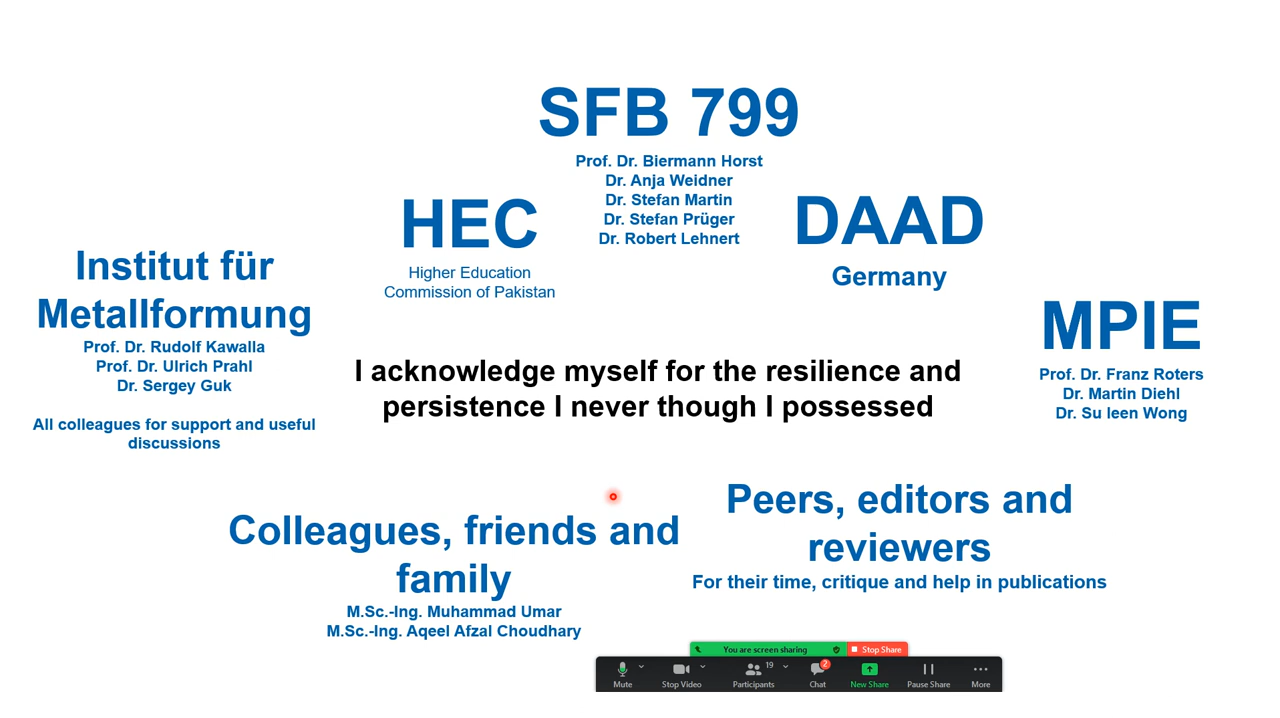 SFB 799
Prof. Dr. Biermann Horst
Dr. Anja Weidner
Dr. Stefan Martin
Dr. Stefan Prüger
Dr. Robert Lehnert
HEC
Higher Education
Commission of Pakistan
DAAD
Germany
Institut für
Metallformung
Prof. Dr. Rudolf Kawalla
Prof. Dr. Ulrich Prahl
Dr. Sergey Guk
All colleagues for support and useful
discussions
MPIE
Prof. Dr. Franz Roters
Dr. Martin Diehl
Dr. Su leen Wong
I acknowledge myself for the resilience and
persistence I never though I possessed
Colleagues, friends and
family
M.Sc.-Ing. Muhammad Umar
M.Sc.-Ing. Aqeel Afzal Choudhary
Peers, editors and
reviewers
For their time, critique and help in publications
You are screen sharing
Stop Share
19
2
Mute
Stop Video
Participants
Chat
New Share
Pause Share
More